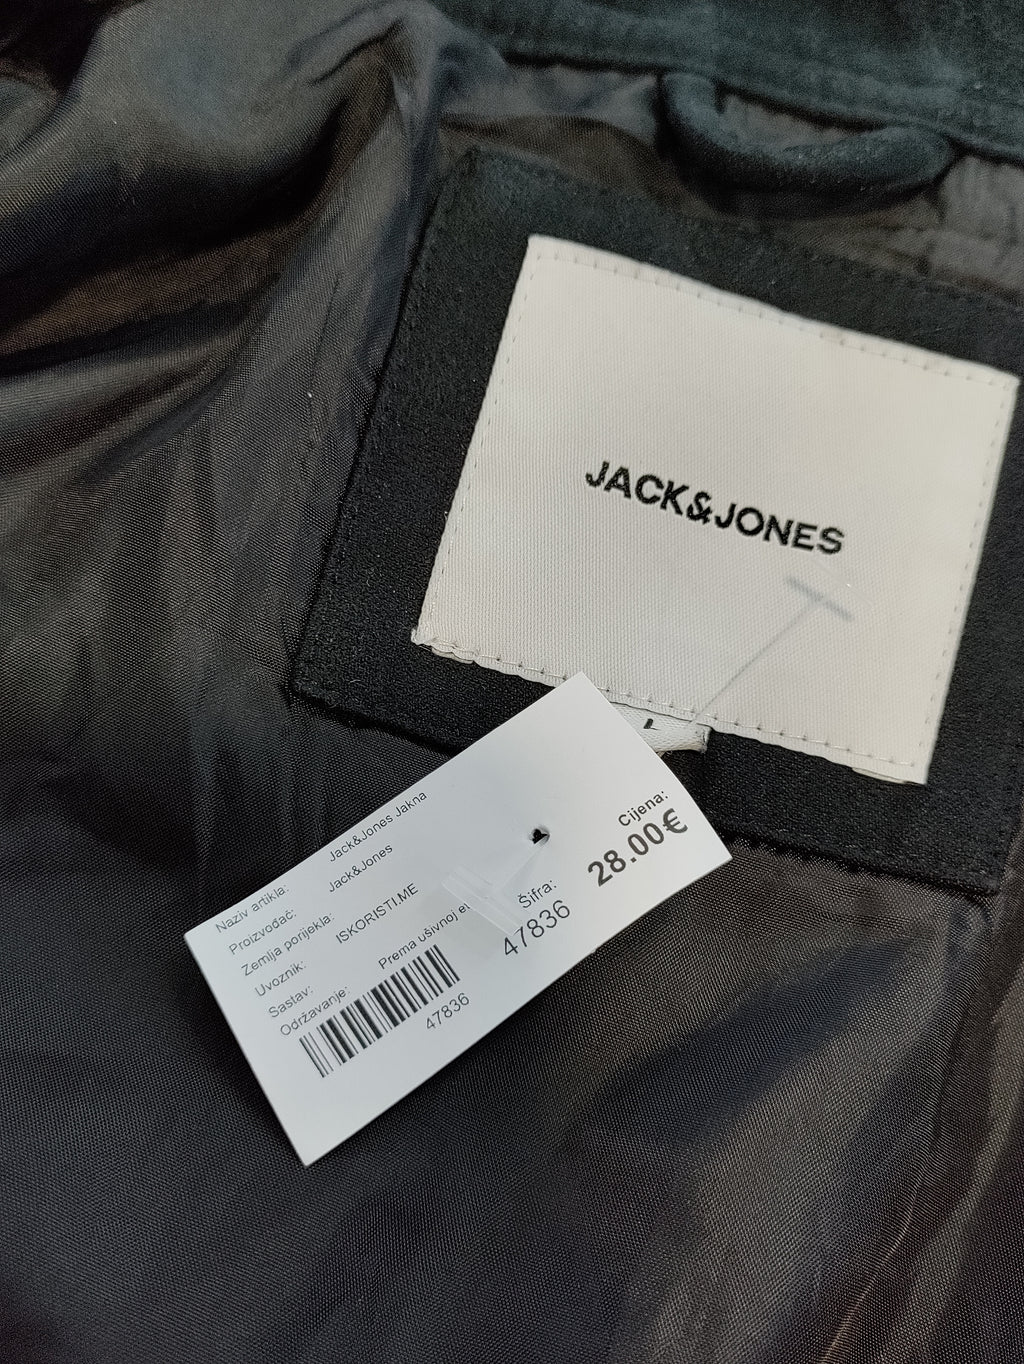 JACK&JONES
L
Naziv artikla: Jack&Jones Jakna
Proizvođač: Jack&Jones
Zemlja porijekla:
Uvoznik: ISKORISTI.ME
Sastav:
Održavanje: Prema ušivnoj
47836
Šifra:
47836
Cijena:
28.00€